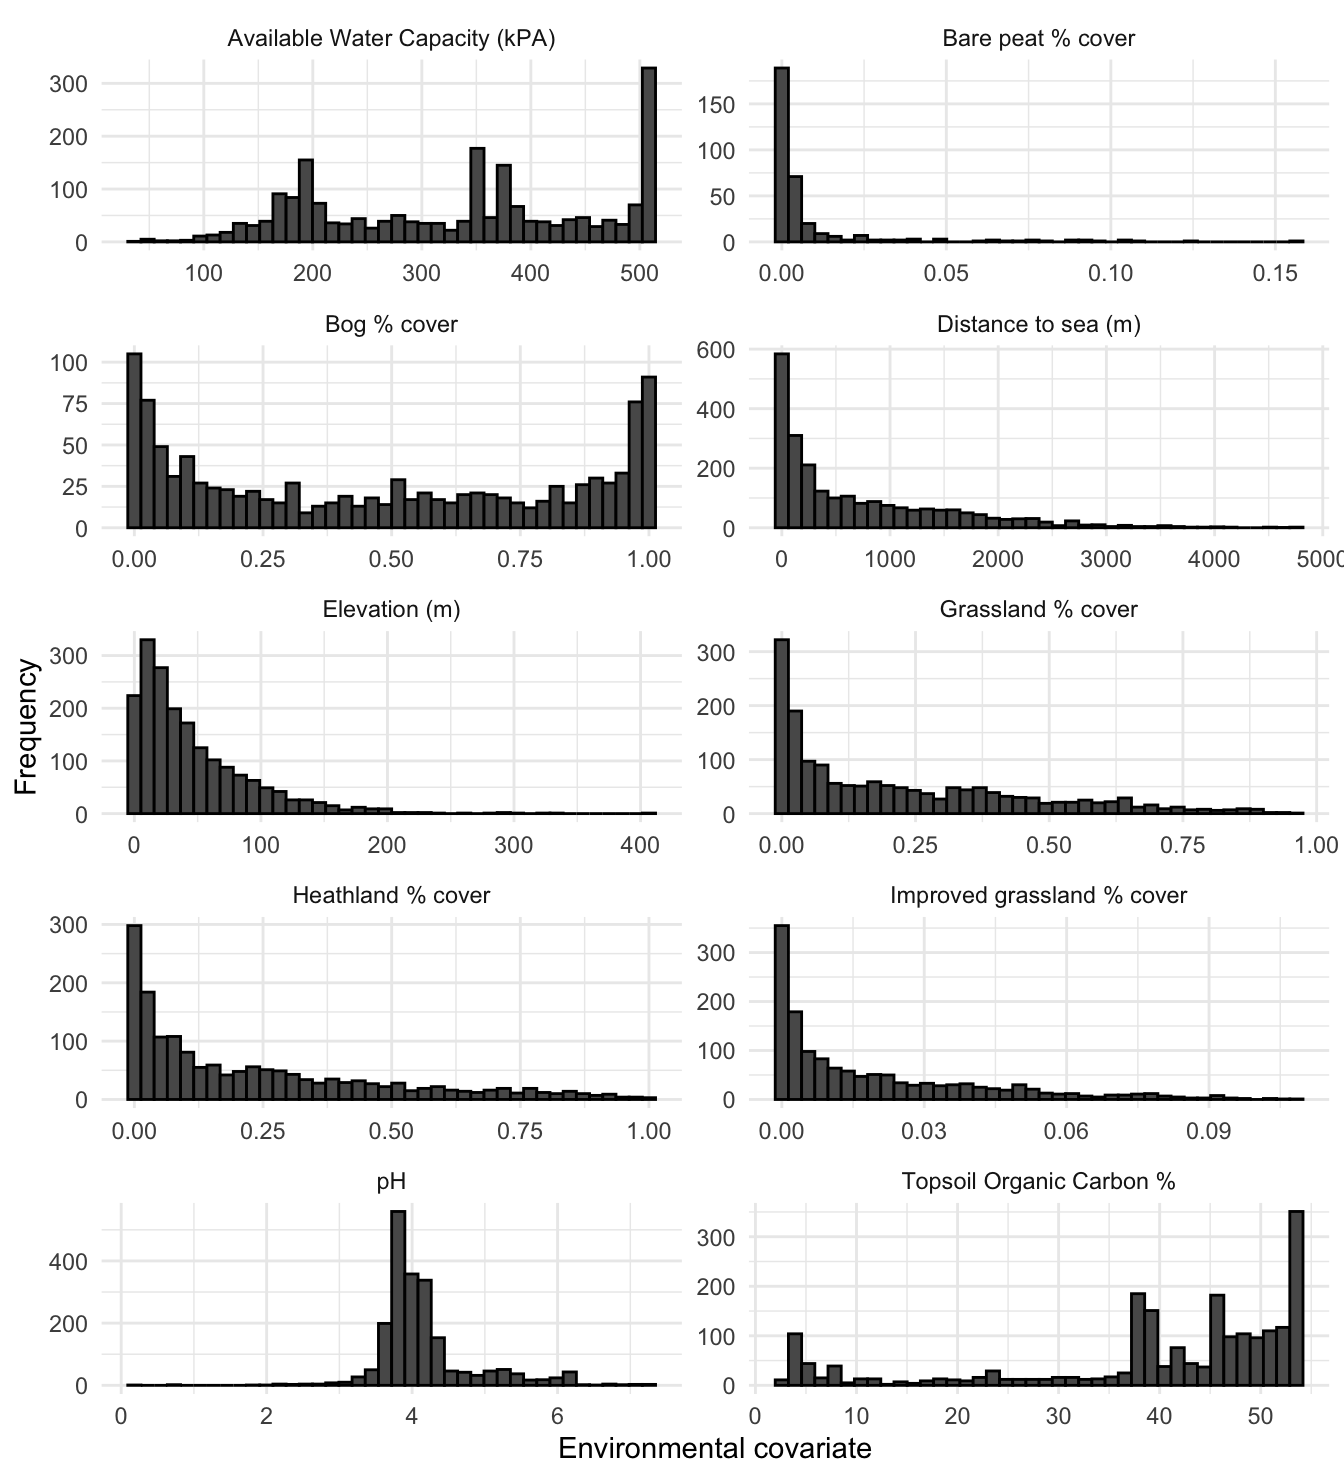 Available Water Capacity (kPA)
Bare peat % cover
300
200
100
0
100 200 300 400 500
150
100
50
0
0.00 0.05 0.10 0.15
Bog % cover
Distance to sea (m)
100
75
50
25
0
0.00 0.25 0.50 0.75 1.00
600
400
200
0
0 1000 2000 3000 4000 5000
Elevation (m)
Grassland % cover
300
200
100
0
0 100 200 300 400
300
200
100
0
0.00 0.25 0.50 0.75 1.00
Frequency
Heathland % cover
Improved grassland % cover
300
200
100
0
0.00 0.25 0.50 0.75 1.00
300
200
100
0
0.00 0.03 0.06 0.09
pH
Topsoil Organic Carbon %
400
200
0
0 2 4 6
300
200
100
0
0 10 20 30 40 50
Environmental covariate